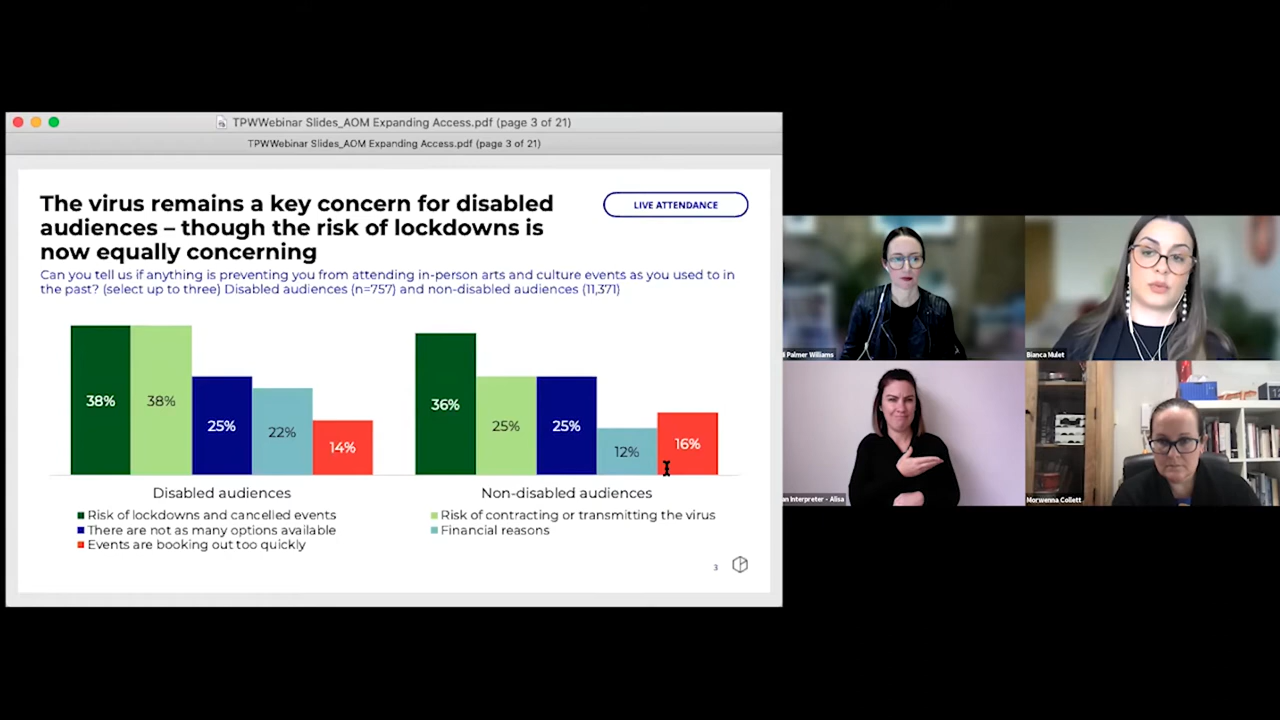 TPWWebinar Slides_AOM Expanding Access.pdf (page 3 of 21)
TPWWebinar Slides_AOM Expanding Access.pdf (page 3 of 21)
The virus remains a key concern for disabled
audiences – though the risk of lockdowns is
now equally concerning
LIVE ATTENDANCE
Can you tell us if anything is preventing you from attending in-person arts and culture events as you used to in
the past? (select up to three) Disabled audiences (n=757) and non-disabled audiences (11,371)
38%
38%
25%
22%
14%
36%
25%
25%
12%
16%
Disabled audiences
Non-disabled audiences
Risk of lockdowns and cancelled events
Risk of contracting or transmitting the virus
There are not as many options available
Financial reasons
Events are booking out too quickly
3
Palmer Williams
Bianca Mulet
Interpreter - Alisa
Morwenna Collett